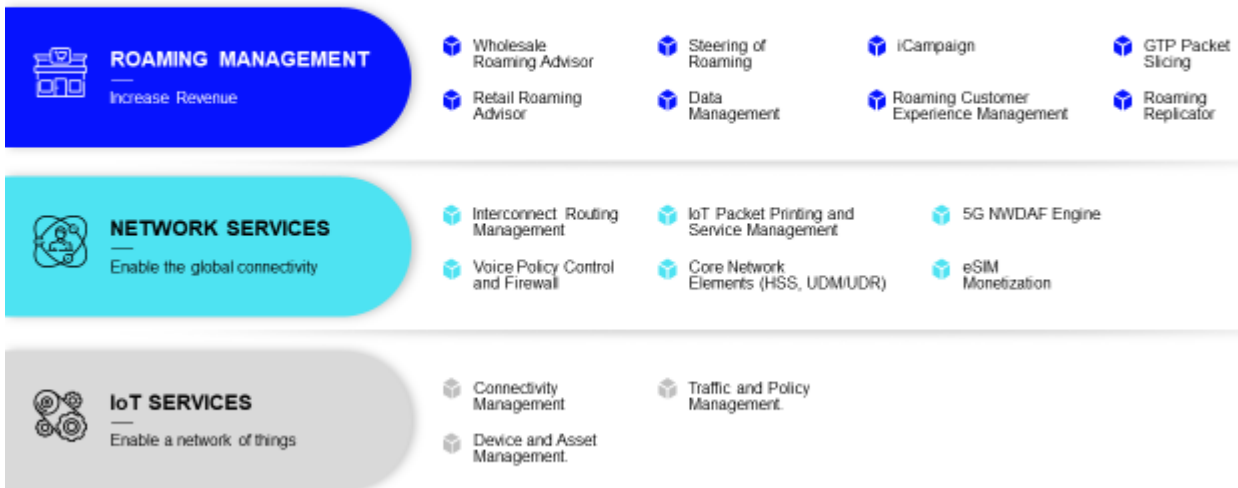 ROAMING MANAGEMENT
Increase Revenue
Wholesale
Roaming Advisor
Steering of
Roaming
iCampaign
GTP Packet
Slicing
Retail Roaming
Advisor
Data
Management
Roaming Customer
Experience Management
Roaming
Replicator
NETWORK SERVICES
Enable the global connectivity
Interconnect Routing
Management
IoT Packet Printing and
Service Management
5G NWDAF Engine
Voice Policy Control
and Firewall
Core Network
Elements (HSS, UDM/UDR)
eSIM
Monetization
IoT SERVICES
Enable a network of things
Connectivity
Management
Traffic and Policy
Management.
Device and Asset
Management.